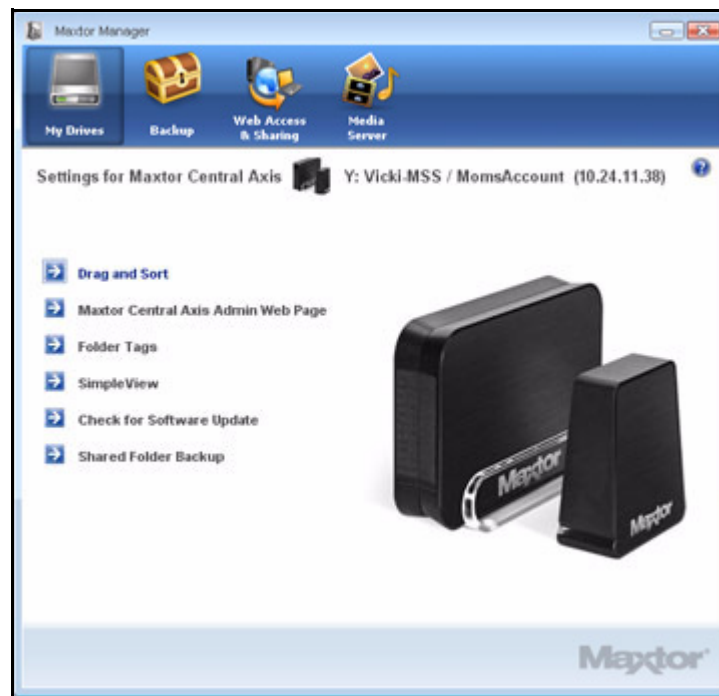 Maxtor Manager
My Drives
Backup
Web Access
& Sharing
Media
Server
Settings for Maxtor Central Axis
Y: Vicki-MSS / MomsAccount (10.24.11.38)
?
Drag and Sort
Maxtor Central Axis Admin Web Page
Folder Tags
SimpleView
Check for Software Update
Shared Folder Backup
Maxtor
Maxtor
Maxtor